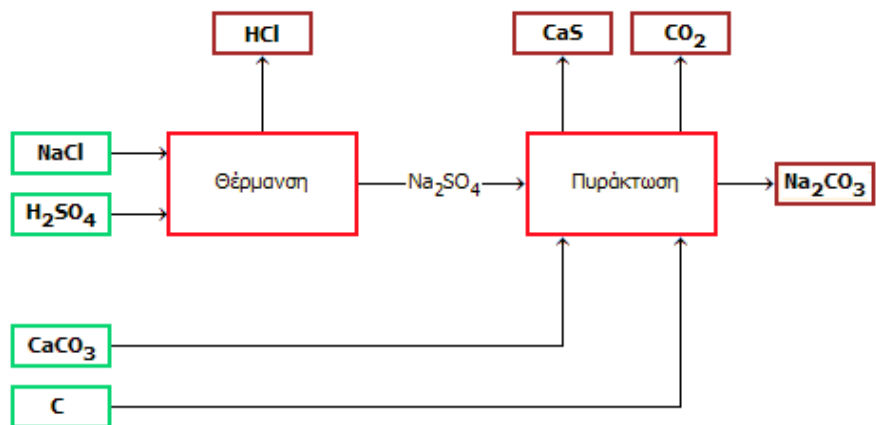 HCl
CaS
CO₂
NaCl
Θέρμανση
Na₂SO₄
Πυράκτωση
Na₂CO₃
H₂SO₄
CaCO₃
C